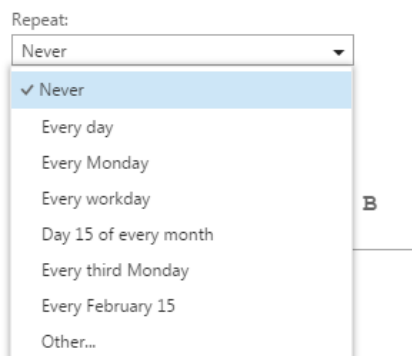 Repeat:
Never
Never
Every day
Every Monday
Every workday
B
Day 15 of every month
Every third Monday
Every February 15
Other...